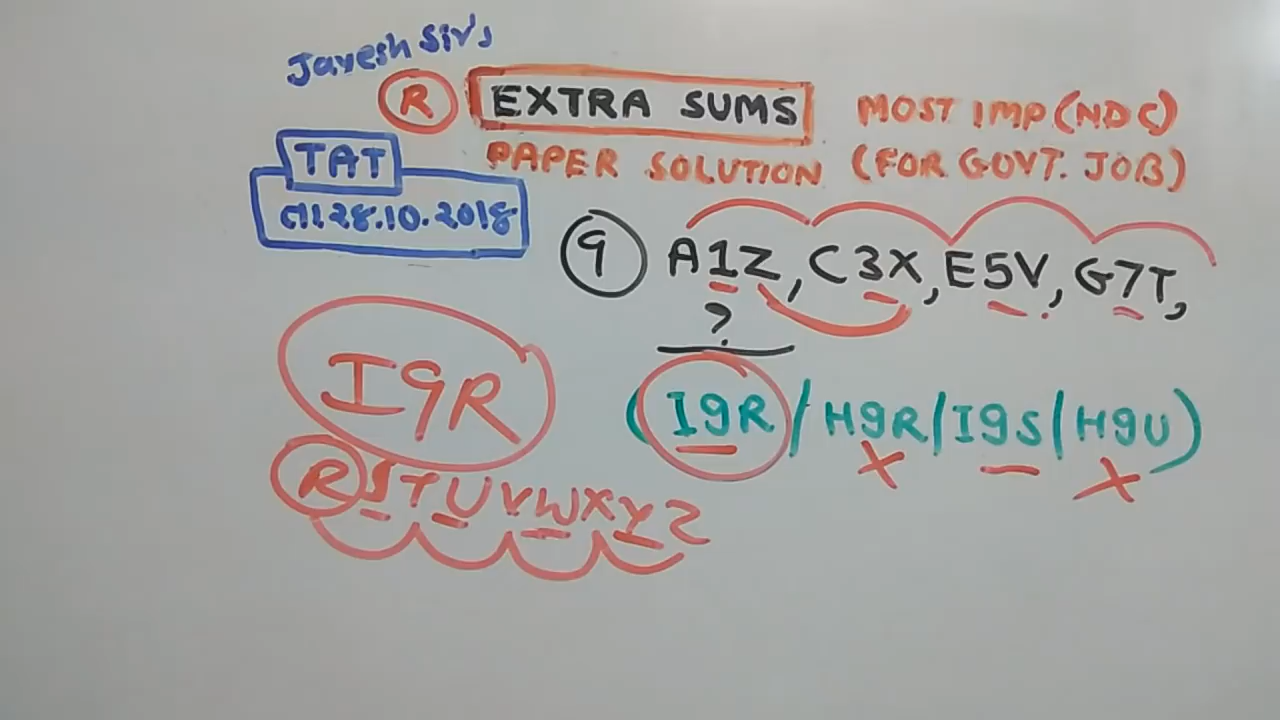 Jayesh Sir's
R EXTRA SUMS MOST IMP (NDC)
TAT PAPER SOLUTION (FOR GOVT. JOB)
તા.28.10.2018
9 A1Z, C3X, E5V, G7T,
?
I9R (I9R/H9R/I9S/H9U)
X X
RSTUVWXYZ